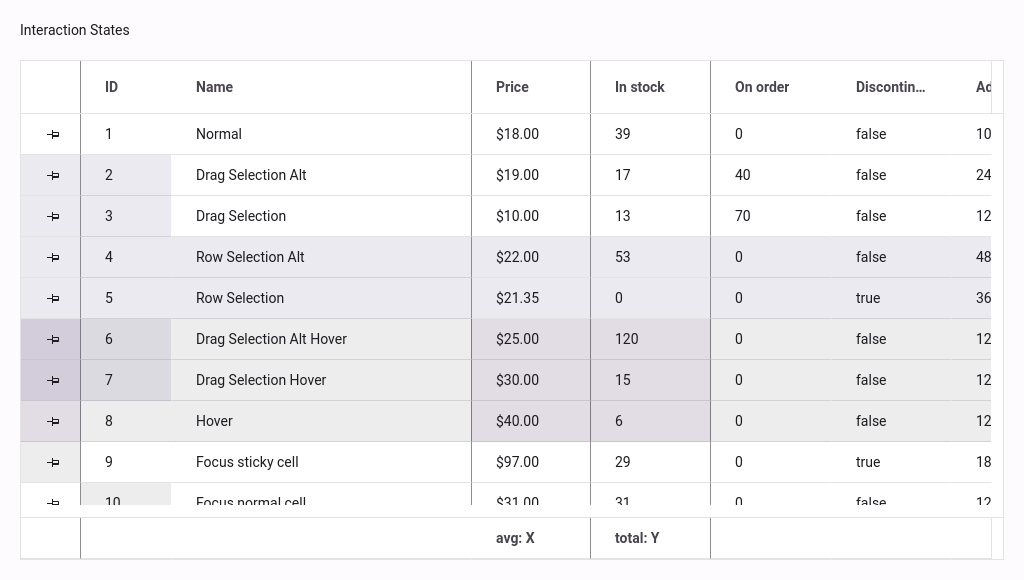 Interaction States
ID Name Price In stock On order Discontin… Ad
1 Normal $18.00 39 0 false 10
2 Drag Selection Alt $19.00 17 40 false 24
3 Drag Selection $10.00 13 70 false 12
4 Row Selection Alt $22.00 53 0 false 48
5 Row Selection $21.35 0 0 true 36
6 Drag Selection Alt Hover $25.00 120 0 false 12
7 Drag Selection Hover $30.00 15 0 false 12
8 Hover $40.00 6 0 false 12
9 Focus sticky cell $97.00 29 0 true 18
10 Focus normal cell $31.00 31 0 false 12
avg: X total: Y